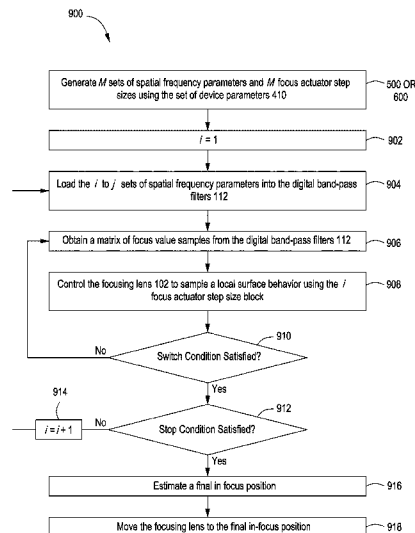 900
Generate M sets of spatial frequency parameters and M focus actuator step
sizes using the set of device parameters 410
500 OR
600
i = 1
902
Load the i to j sets of spatial frequency parameters into the digital band-pass
filters 112
904
Obtain a matrix of focus value samples from the digital band-pass filters 112
906
Control the focusing lens 102 to sample a local surface behavior using the i
focus actuator step size block
908
910
No
Switch Condition Satisfied?
Yes
914
912
i = i + 1
No
Stop Condition Satisfied?
Yes
Estimate a final in focus position
916
Move the focusing lens to the final in-focus position
918